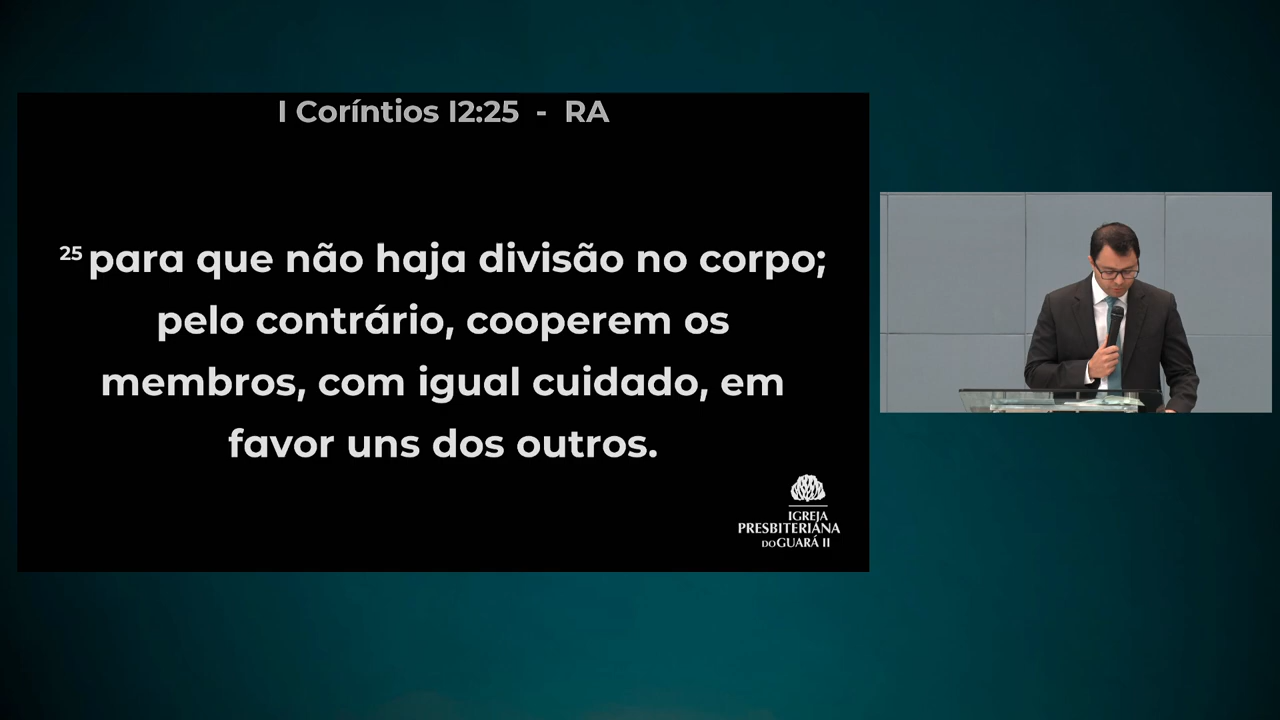 I Coríntios I2:25 - RA
25 para que não haja divisão no corpo;
pelo contrário, cooperem os
membros, com igual cuidado, em
favor uns dos outros.
IGREJA
PRESBITERIANA
DO GUARÁ II